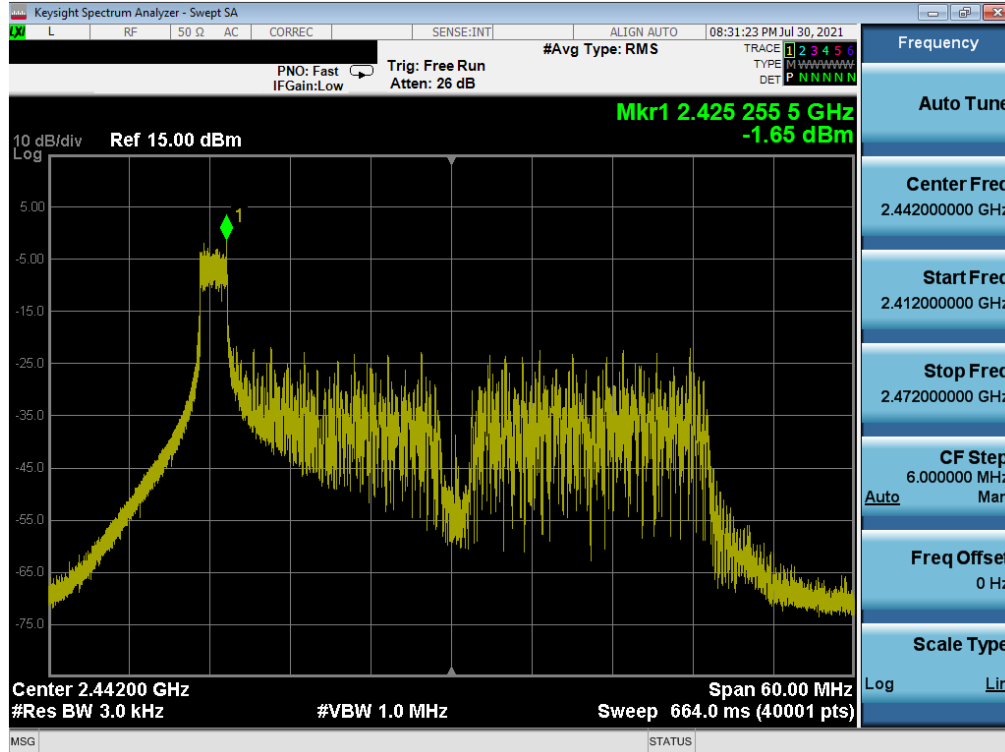 Keysight Spectrum Analyzer - Swept SA
LXI L RF 50 Ω AC CORREC SENSE:INT ALIGN AUTO 08:31:23 PM Jul 30, 2021
#Avg Type: RMS TRACE 1 2 3 4 5 6
PNO: Fast Trig: Free Run TYPE M WWWWW
IFGain:Low Atten: 26 dB DET P N N N N N
Mkr1 2.425 255 5 GHz
-1.65 dBm
10 dB/div Ref 15.00 dBm
Log
1
5.00
-5.00
-15.0
-25.0
-35.0
-45.0
-55.0
-65.0
-75.0
Center 2.44200 GHz Span 60.00 MHz
#Res BW 3.0 kHz #VBW 1.0 MHz Sweep 664.0 ms (40001 pts)
MSG STATUS
Frequency
Auto Tune
Center Freq
2.442000000 GHz
Start Freq
2.412000000 GHz
Stop Freq
2.472000000 GHz
CF Step
6.000000 MHz
Auto Man
Freq Offset
0 Hz
Scale Type
Log Lin